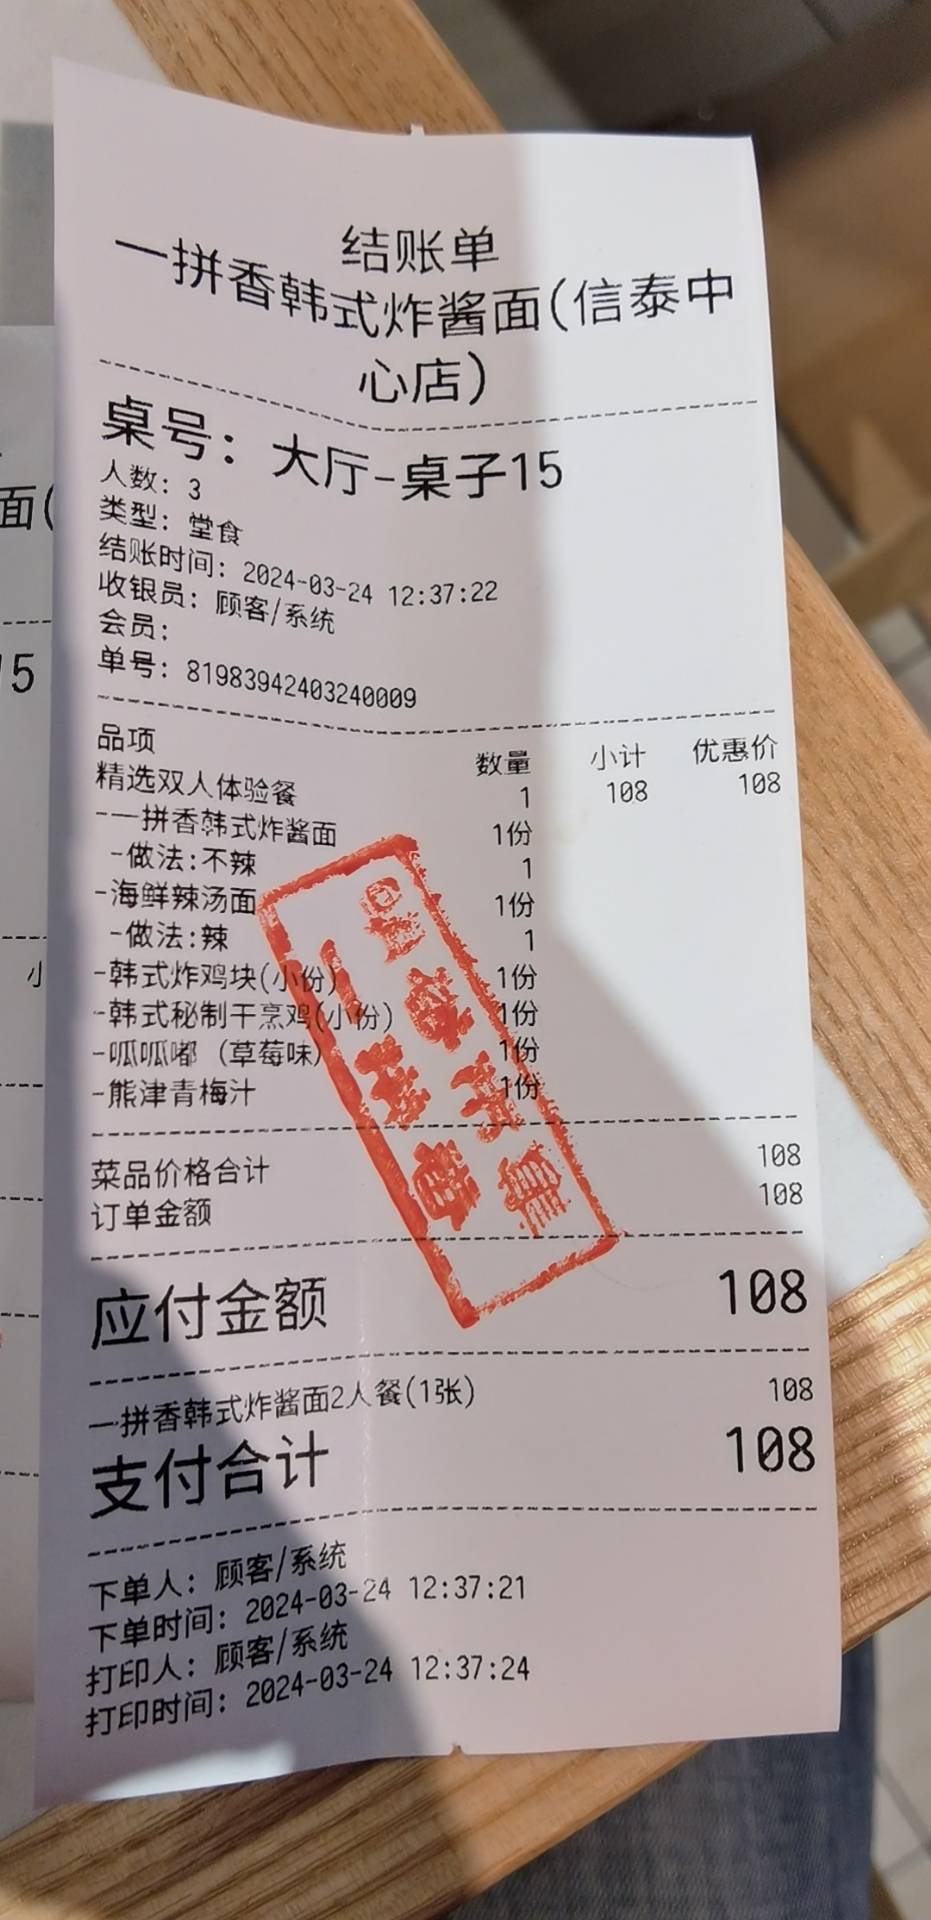 结账单
一拼香韩式炸酱面(信泰中
心店)
桌号：大厅-桌子15
人数：3
类型：堂食
结账时间：2024-03-24 12:37:22
收银员：顾客/系统
会员：
单号：81983942403240009
品项 数量 小计 优惠价
精选双人体验餐 1 108 108
-一拼香韩式炸酱面 1份
-做法:不辣 1
-海鲜辣汤面 1份
-做法:辣 1
-韩式炸鸡块(小份) 1份
-韩式秘制干烹鸡(小份) 1份
-呱呱嘟（草莓味） 1份
-熊津青梅汁 1份
菜品价格合计 108
订单金额 108
应付金额 108
一拼香韩式炸酱面2人餐(1张) 108
支付合计 108
下单人：顾客/系统
下单时间：2024-03-24 12:37:21
打印人：顾客/系统
打印时间：2024-03-24 12:37:24
面(
15
小